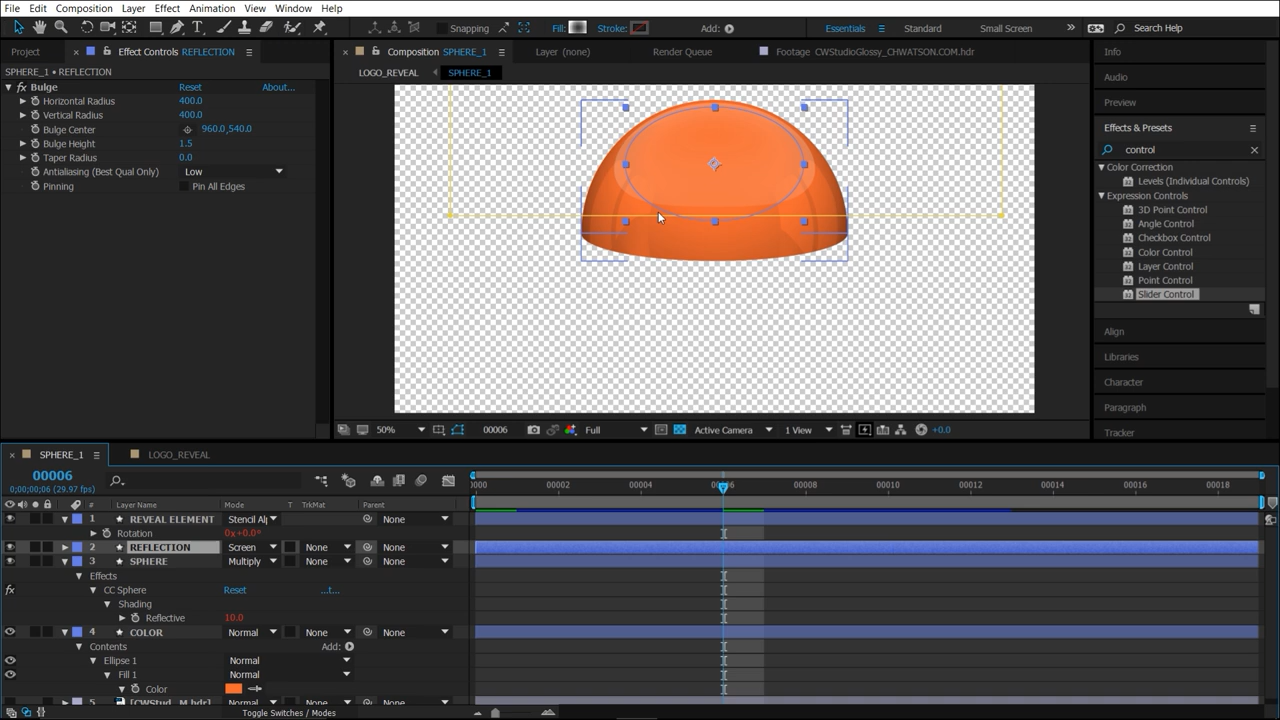 File Edit Composition Layer Effect Animation View Window Help
Snapping Fill: Stroke: Add: Essentials Standard Small Screen Search Help
Project Effect Controls REFLECTION Composition SPHERE_1 Layer (none) Render Queue Footage CWStudioGlossy_CHWATSON.COM.hdr Info
SPHERE_1 • REFLECTION LOGO_REVEAL SPHERE_1 Audio
fx Bulge Reset About...
Horizontal Radius 400.0 Preview
Vertical Radius 400.0
Bulge Center 960.0,540.0 Effects & Presets
Bulge Height 1.5 control
Taper Radius 0.0
Antialiasing (Best Qual Only) Low Color Correction
Pinning Pin All Edges Levels (Individual Controls)
Expression Controls
3D Point Control
Angle Control
Checkbox Control
Color Control
Layer Control
Point Control
Slider Control
Align
Libraries
Character
Paragraph
50% 00006 Full Active Camera 1 View +0.0 Tracker
SPHERE_1 LOGO_REVEAL
00006
0;00;00;06 (29.97 fps) 0000 00002 00004 00006 00008 00010 00012 00014 00016 00018
# Layer Name Mode T TrkMat Parent
1 REVEAL ELEMENT Stencil Al None
Rotation 0x+0.0°
2 REFLECTION Screen None None
3 SPHERE Multiply None None
Effects
fx CC Sphere Reset ...t...
Shading
Reflective 10.0
4 COLOR Normal None None
Contents Add:
Ellipse 1 Normal
Fill 1 Normal
Color
5 [CWStud...M.hdr] Normal None None
Toggle Switches / Modes